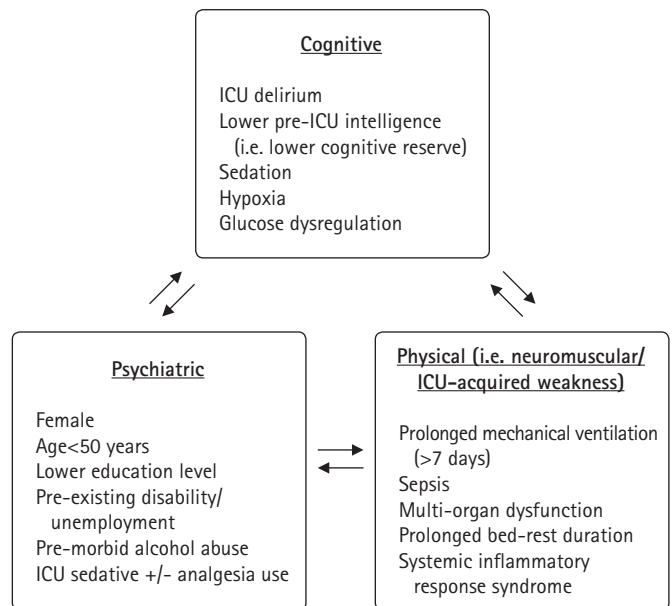 Cognitive
ICU delirium
Lower pre-ICU intelligence
(i.e. lower cognitive reserve)
Sedation
Hypoxia
Glucose dysregulation
Psychiatric
Female
Age<50 years
Lower education level
Pre-existing disability/
unemployment
Pre-morbid alcohol abuse
ICU sedative +/- analgesia use
Physical (i.e. neuromuscular/
ICU-acquired weakness)
Prolonged mechanical ventilation
(>7 days)
Sepsis
Multi-organ dysfunction
Prolonged bed-rest duration
Systemic inflammatory
response syndrome